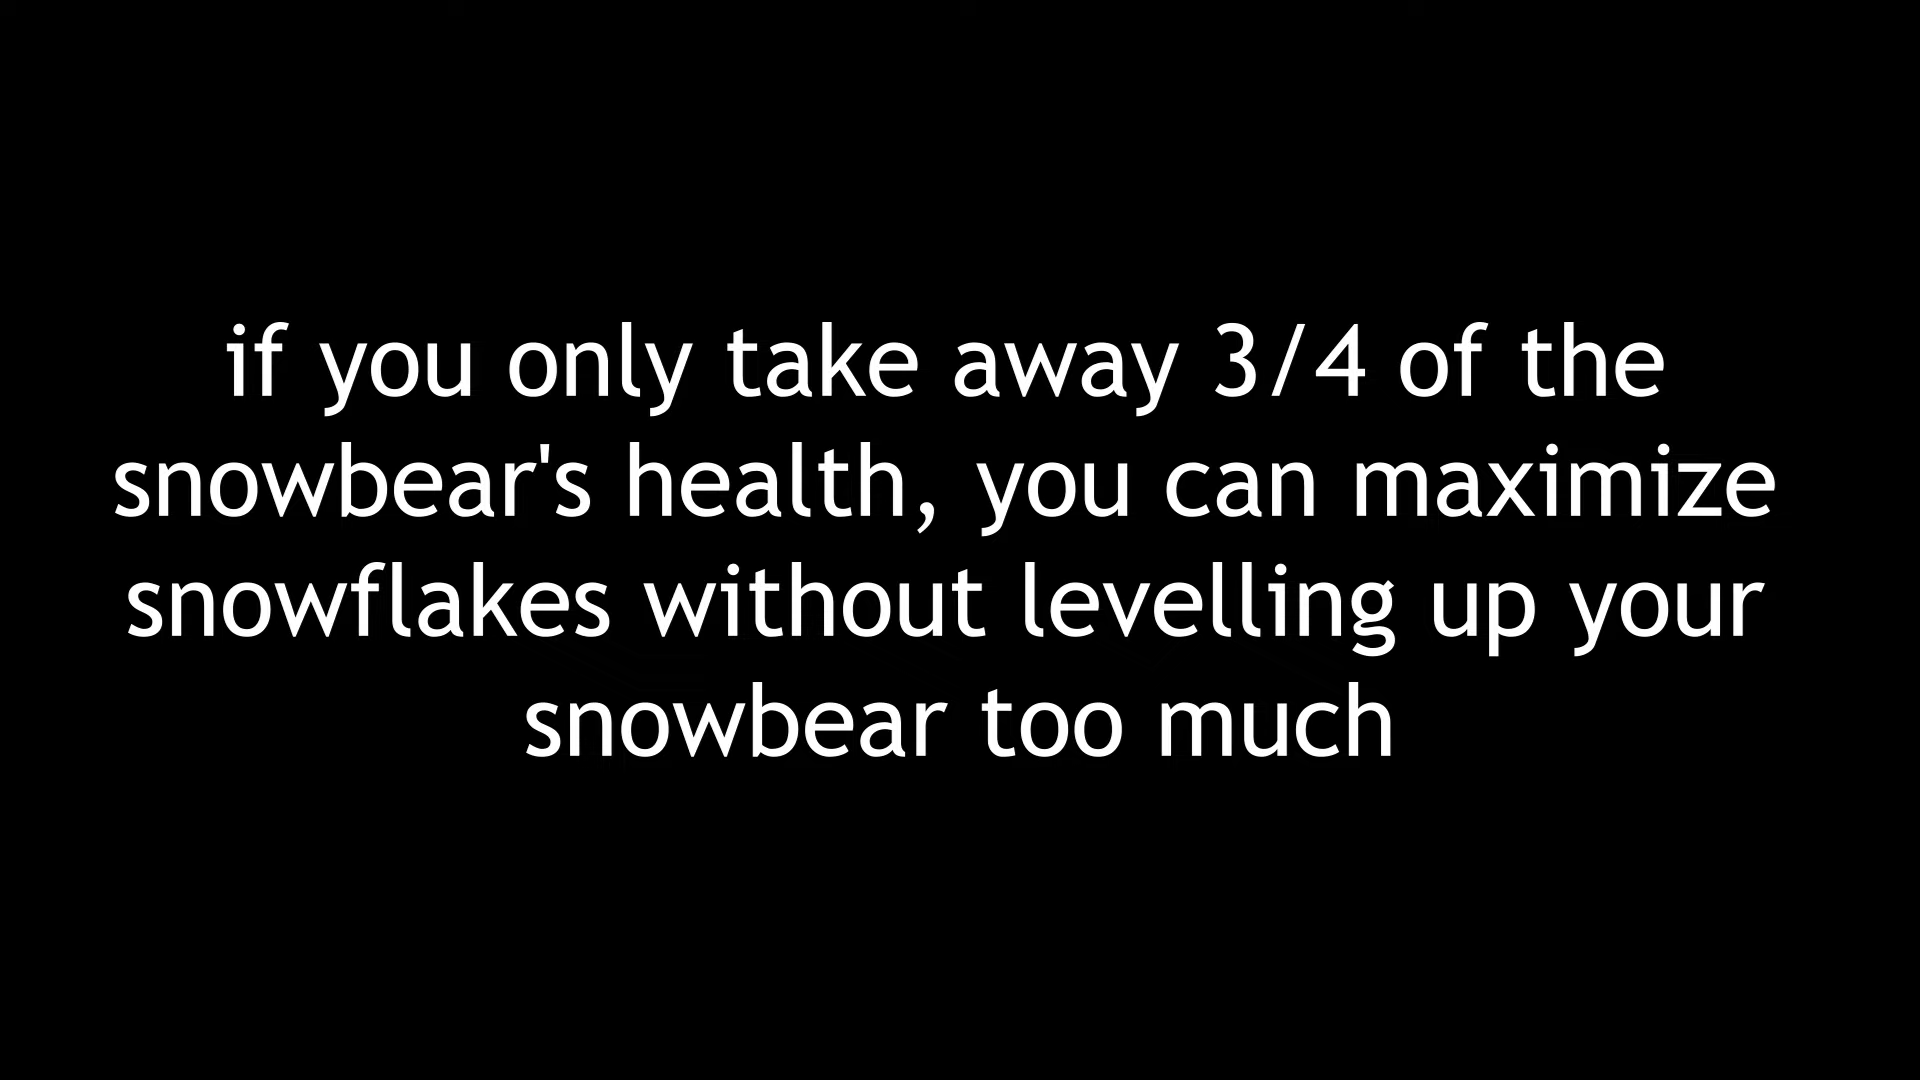 if you only take away 3/4 of the
snowbear's health, you can maximize
snowflakes without levelling up your
snowbear too much